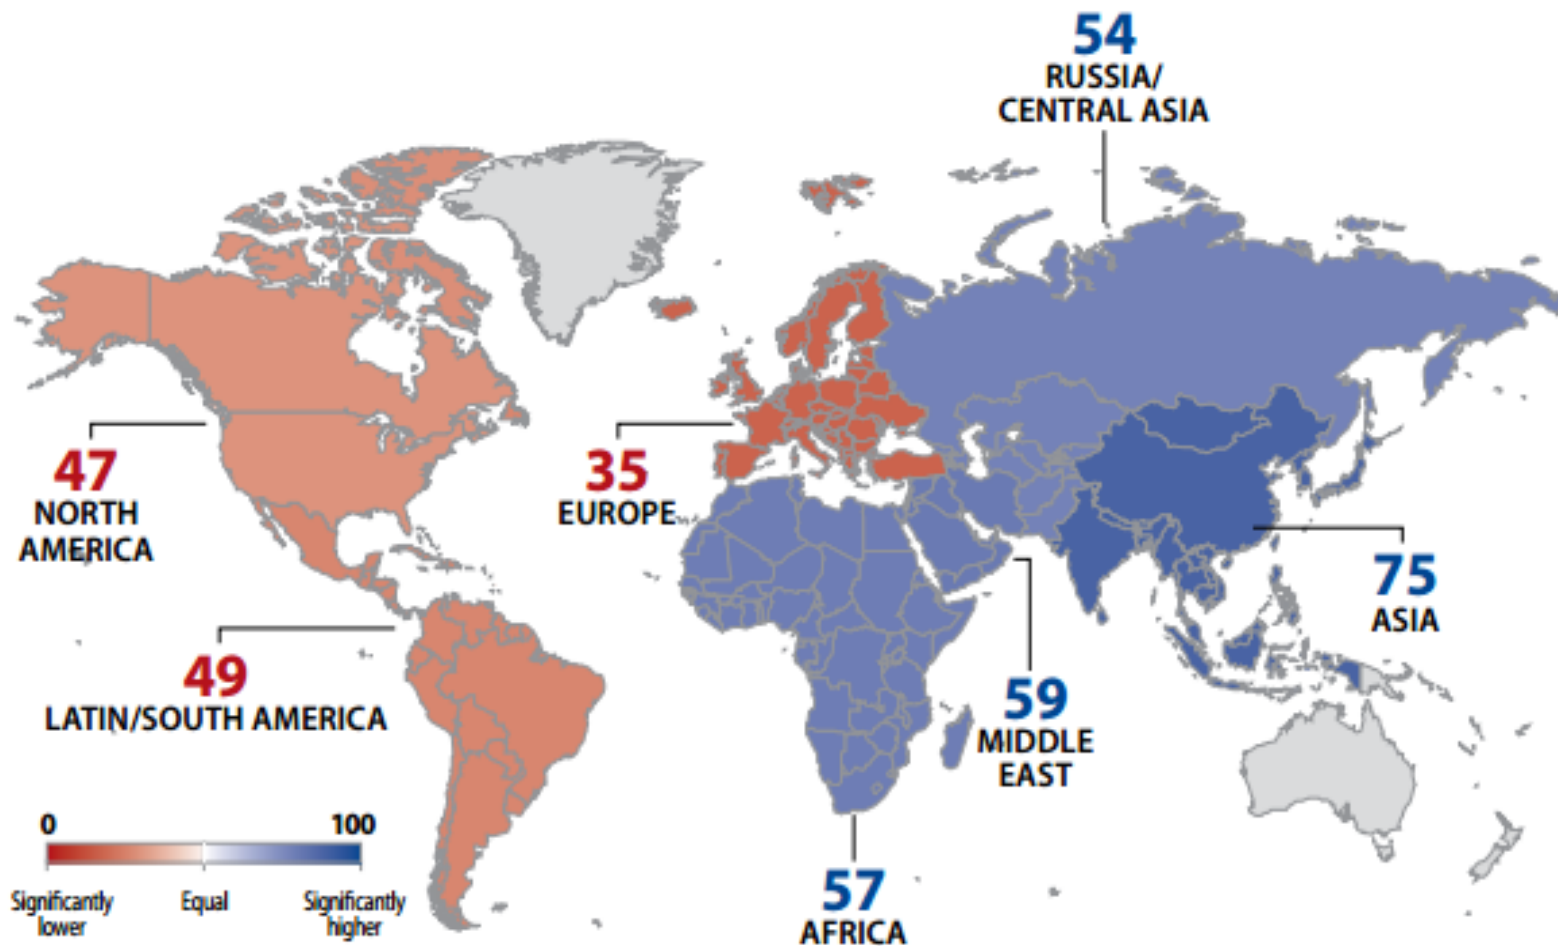 54
RUSSIA/
CENTRAL ASIA
47
NORTH
AMERICA
35
EUROPE
75
ASIA
49
LATIN/SOUTH AMERICA
59
MIDDLE
EAST
57
AFRICA
0 100
Significantly lower Equal Significantly higher